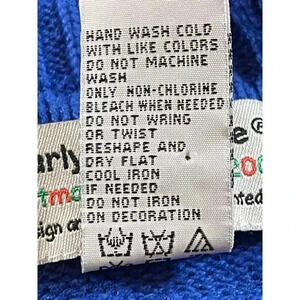 HAND WASH COLD
WITH LIKE COLORS
DO NOT MACHINE
WASH
ONLY NON-CHLORINE
BLEACH WHEN NEEDED
DO NOT WRING
OR TWIST
RESHAPE AND
DRY FLAT
COOL IRON
IF NEEDED
DO NOT IRON
ON DECORATION